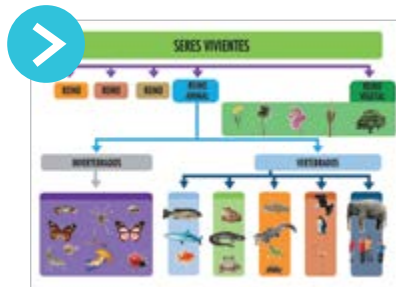 SERES VIVIENTES
REINO
REINO
REINO
REINO
ANIMAL
REINO
VEGETAL
INVERTEBRADOS
VERTEBRADOS